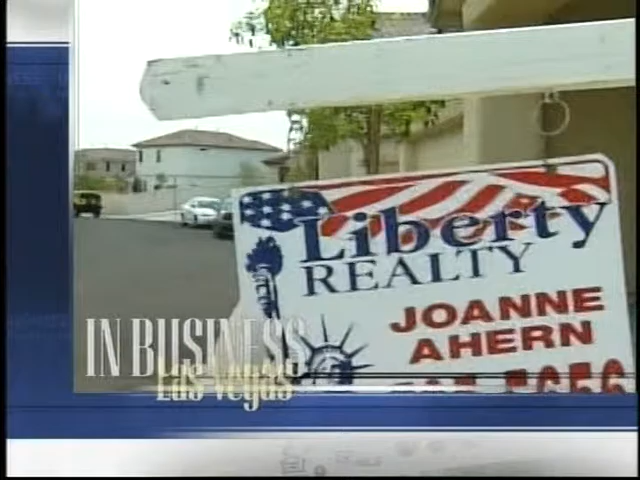 Liberty
REALTY
JOANNE
AHERN
IN BUSINESS
Las Vegas